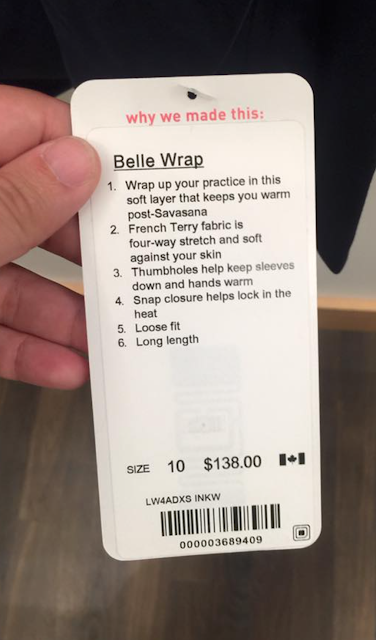 why we made this:
Belle Wrap
1. Wrap up your practice in this
soft layer that keeps you warm
post-Savasana
2. French Terry fabric is
four-way stretch and soft
against your skin
3. Thumbholes help keep sleeves
down and hands warm
4. Snap closure helps lock in the
heat
5. Loose fit
6. Long length
SIZE 10 $138.00
LW4ADXS INKW
000003689409